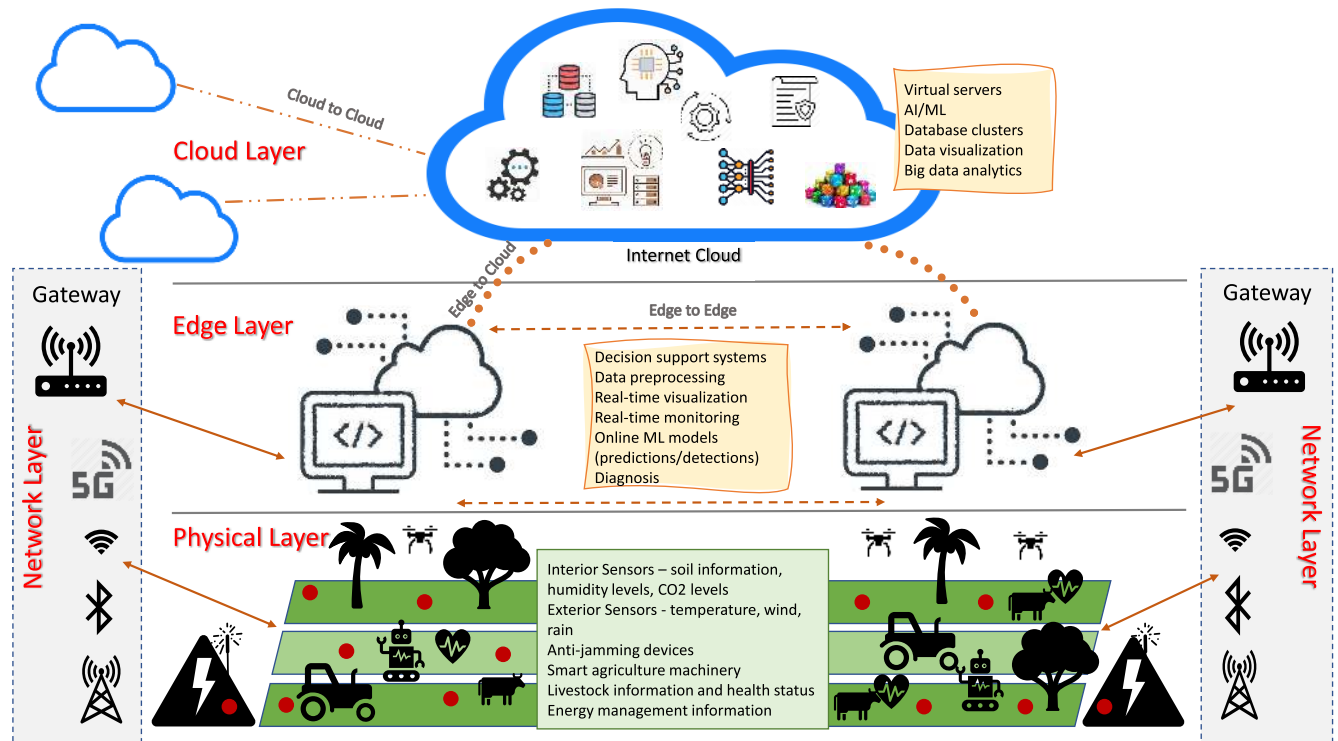 Cloud to Cloud
Cloud Layer
Virtual servers
AI/ML
Database clusters
Data visualization
Big data analytics
Internet Cloud
Edge to Cloud
Gateway
Network Layer
5G
Edge Layer
Edge to Edge
</>
</>
Decision support systems
Data preprocessing
Real-time visualization
Real-time monitoring
Online ML models
(predictions/detections)
Diagnosis
Gateway
Network Layer
5G
Physical Layer
Interior Sensors – soil information,
humidity levels, CO2 levels
Exterior Sensors - temperature, wind,
rain
Anti-jamming devices
Smart agriculture machinery
Livestock information and health status
Energy management information